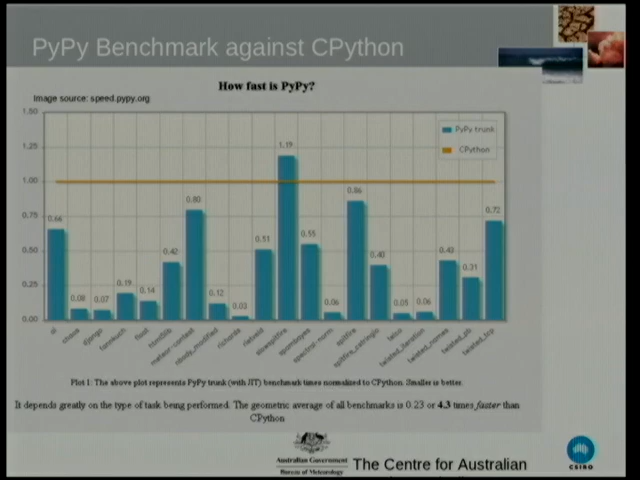 PyPy Benchmark against CPython
How fast is PyPy?
Image source: speed.pypy.org
1.50
1.25
1.00
0.75
0.50
0.25
0.00
PyPy trunk
CPython
0.66
0.08
0.07
0.19
0.14
0.42
0.80
0.12
0.03
0.51
1.19
0.55
0.06
0.86
0.40
0.05
0.06
0.43
0.31
0.72
ai
chaos
django
fannkuch
float
html5lib
meteor-contest
nbody_modified
richards
rietveld
slowspitfire
spambayes
spectral-norm
spitfire
spitfire_cstringio
telco
twisted_iteration
twisted_names
twisted_pb
twisted_tcp
Plot 1: The above plot represents PyPy trunk (with JIT) benchmark times normalized to CPython. Smaller is better.
It depends greatly on the type of task being performed. The geometric average of all benchmarks is 0.23 or 4.3 times faster than
CPython
Australian Government
Bureau of Meteorology
The Centre for Australian
CSIRO